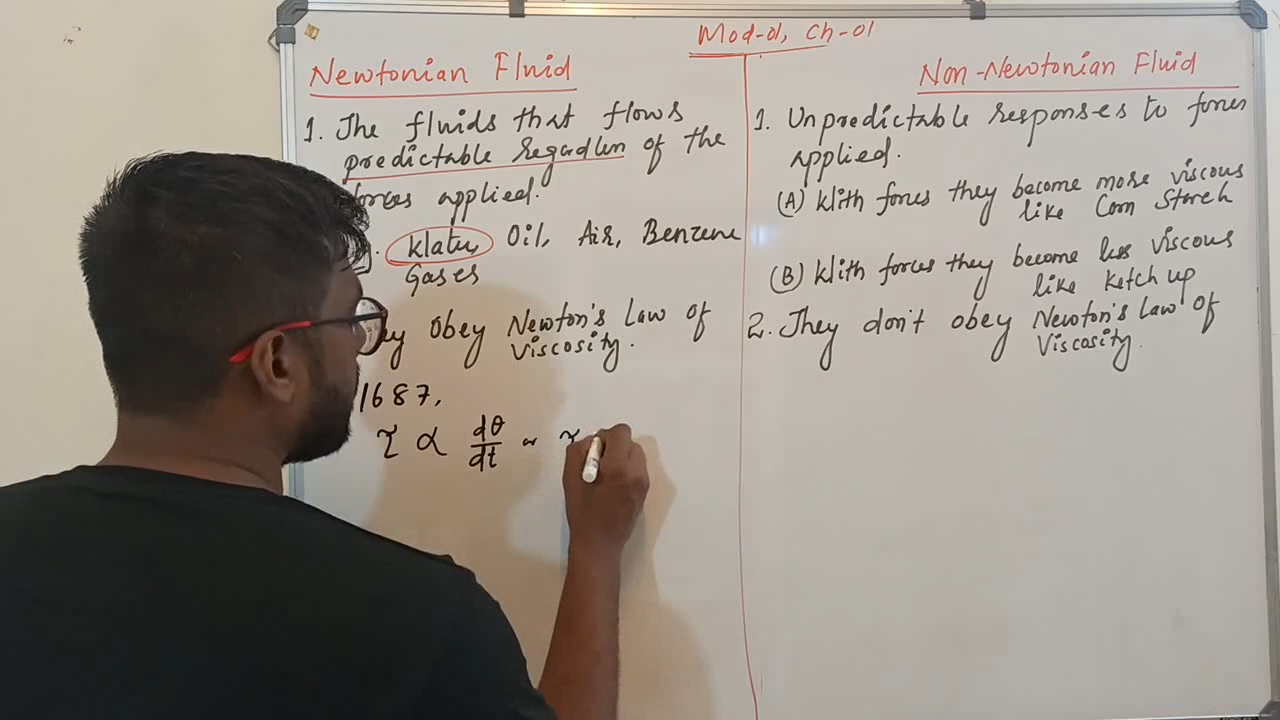 Mod-01, Ch-01
Newtonian Fluid
1. The fluids that flows
predictable regardless of the
forces applied.
Water, Oil, Air, Benzene
Gases
ey obey Newton's Law of
Viscosity.
1687,
τ ∝ dθ/dt ~ τ
Non-Newtonian Fluid
1. Unpredictable responses to forces
applied.
(A) With forces they become more viscous
like Corn Starch
(B) With forces they become less viscous
like Ketch up
2. They don't obey Newton's Law of
Viscosity.